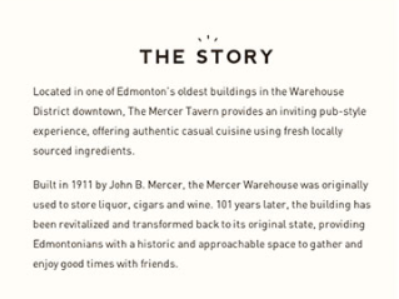 THE STORY
Located in one of Edmonton's oldest buildings in the Warehouse
District downtown, The Mercer Tavern provides an inviting pub-style
experience, offering authentic casual cuisine using fresh locally
sourced ingredients.
Built in 1911 by John B. Mercer, the Mercer Warehouse was originally
used to store liquor, cigars and wine. 101 years later, the building has
been revitalized and transformed back to its original state, providing
Edmontonians with a historic and approachable space to gather and
enjoy good times with friends.